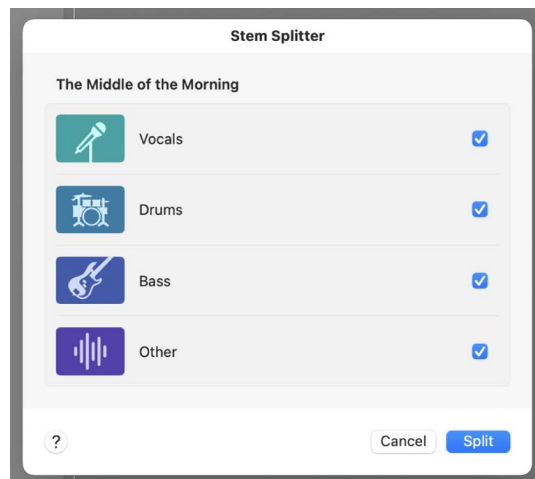 Stem Splitter
The Middle of the Morning
Vocals
Drums
Bass
Other
?
Cancel
Split